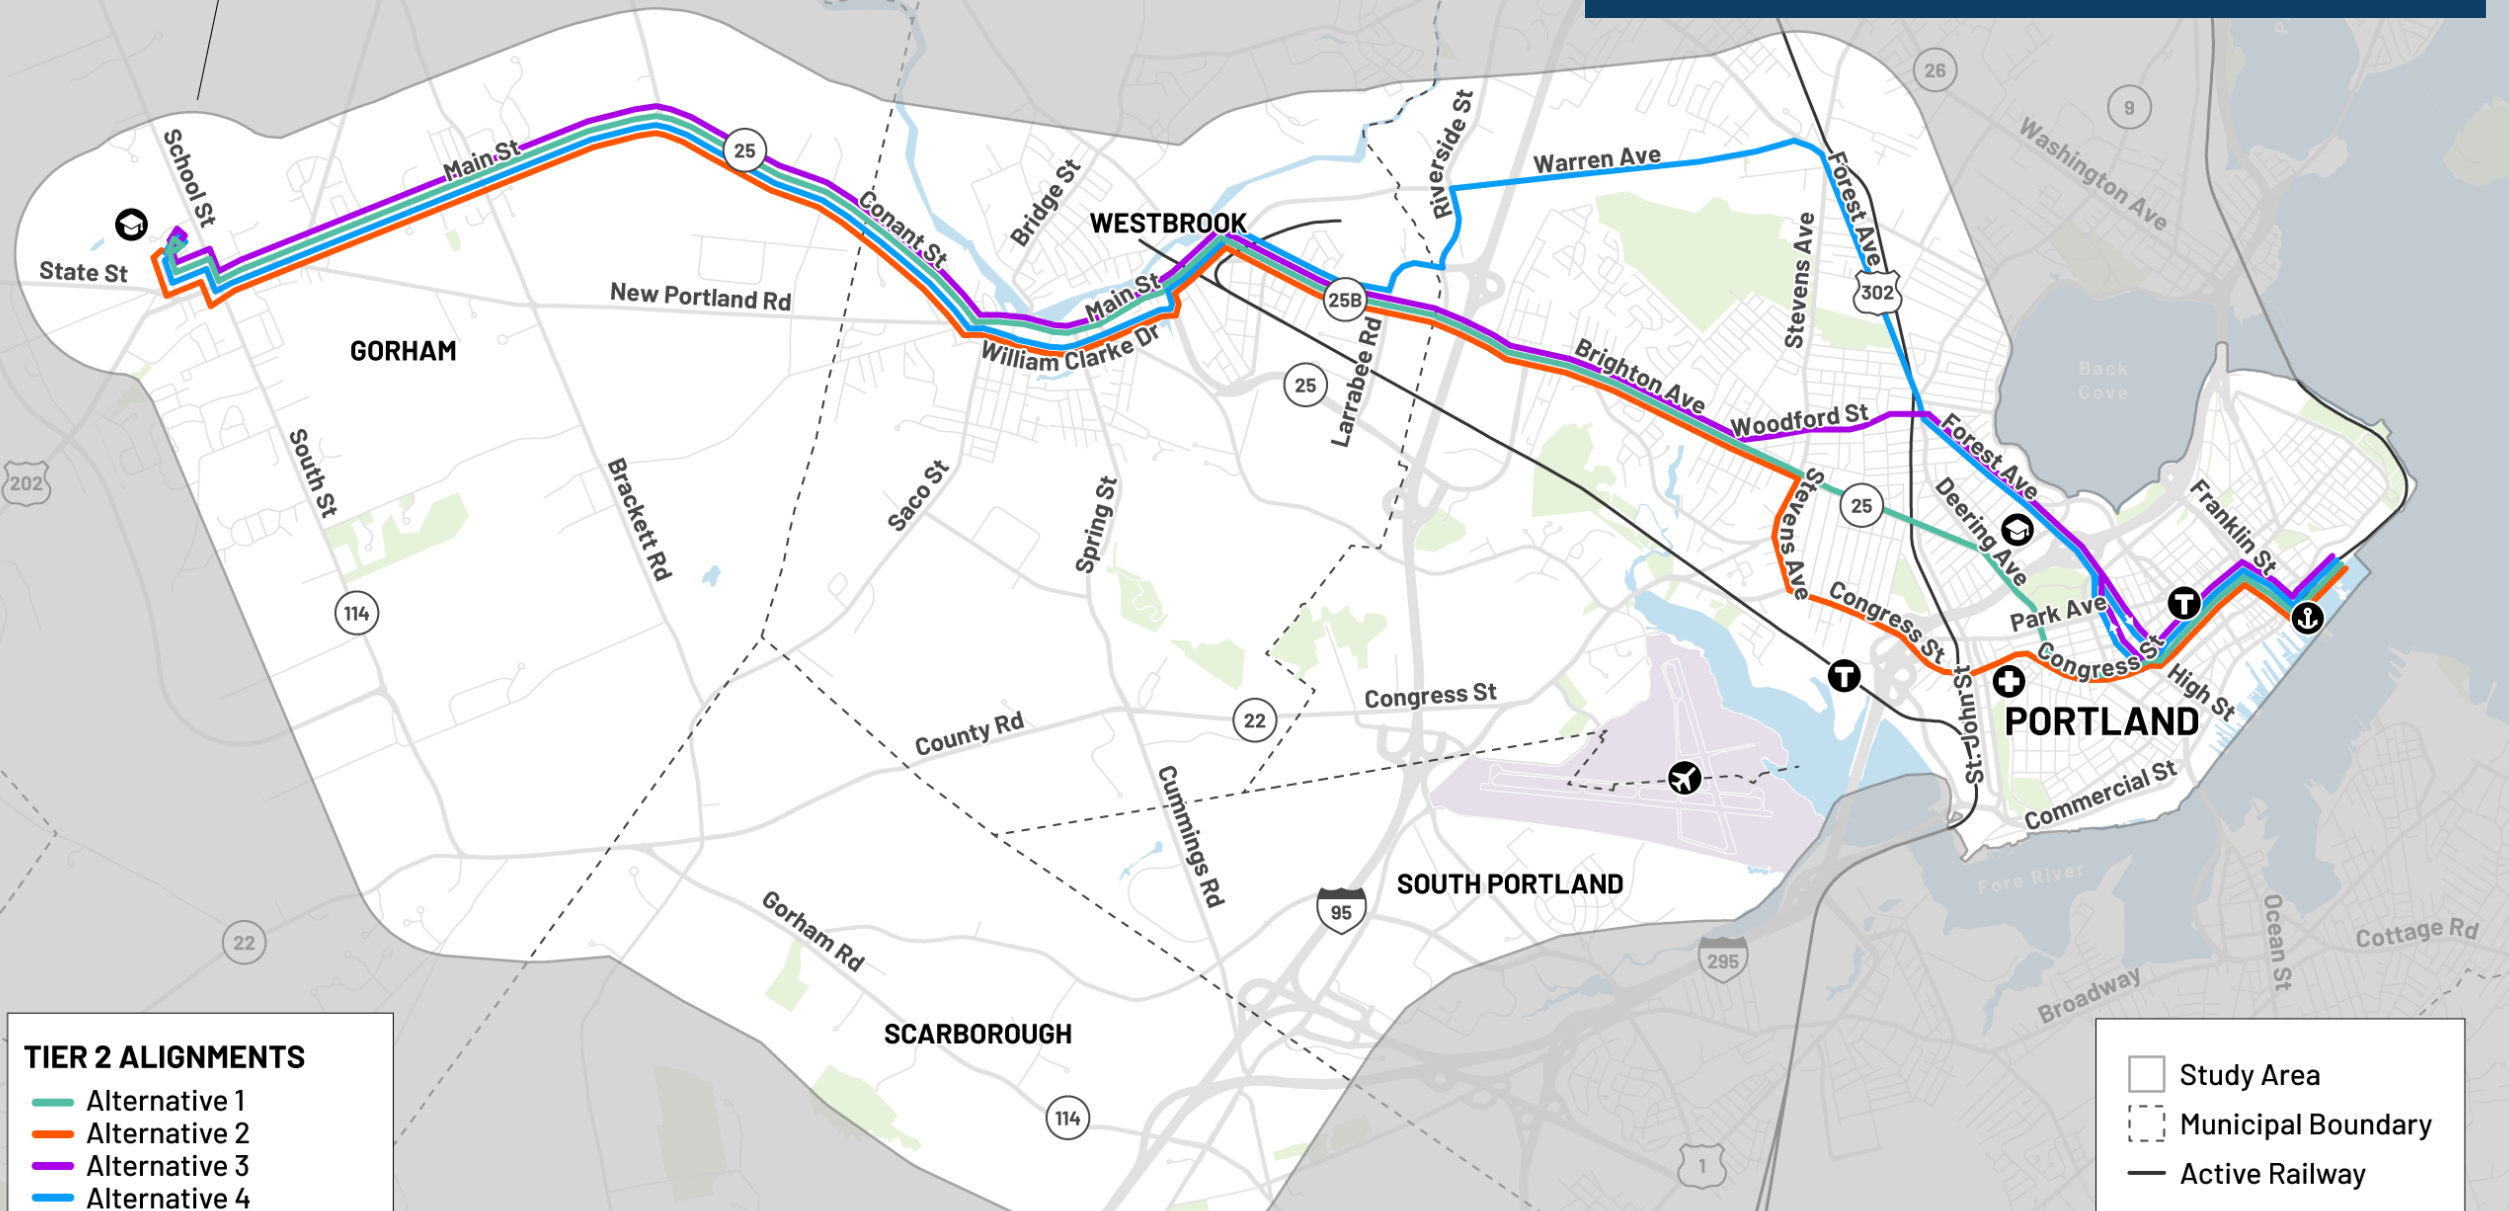 26
9
Washington Ave
School St
Main St
25
Riverside St
Warren Ave
Forest Ave
Bridge St
WESTBROOK
Conant St
State St
New Portland Rd
Main St
25B
Stevens Ave
302
GORHAM
William Clarke Dr
25
Larrabee Rd
Brighton Ave
Back
Cove
Woodford St
Forest Ave
202
South St
Brackett Rd
Saco St
Spring St
Stevens Ave
25
Deering Ave
Franklin St
114
Congress St
Park Ave
T
T
Congress St
High St
St. John St
PORTLAND
22
Congress St
County Rd
Commercial St
Cummings Rd
Fore River
SOUTH PORTLAND
95
Gorham Rd
22
295
Ocean St
Cottage Rd
Broadway
SCARBOROUGH
114
1
TIER 2 ALIGNMENTS
Alternative 1
Alternative 2
Alternative 3
Alternative 4
Study Area
Municipal Boundary
Active Railway